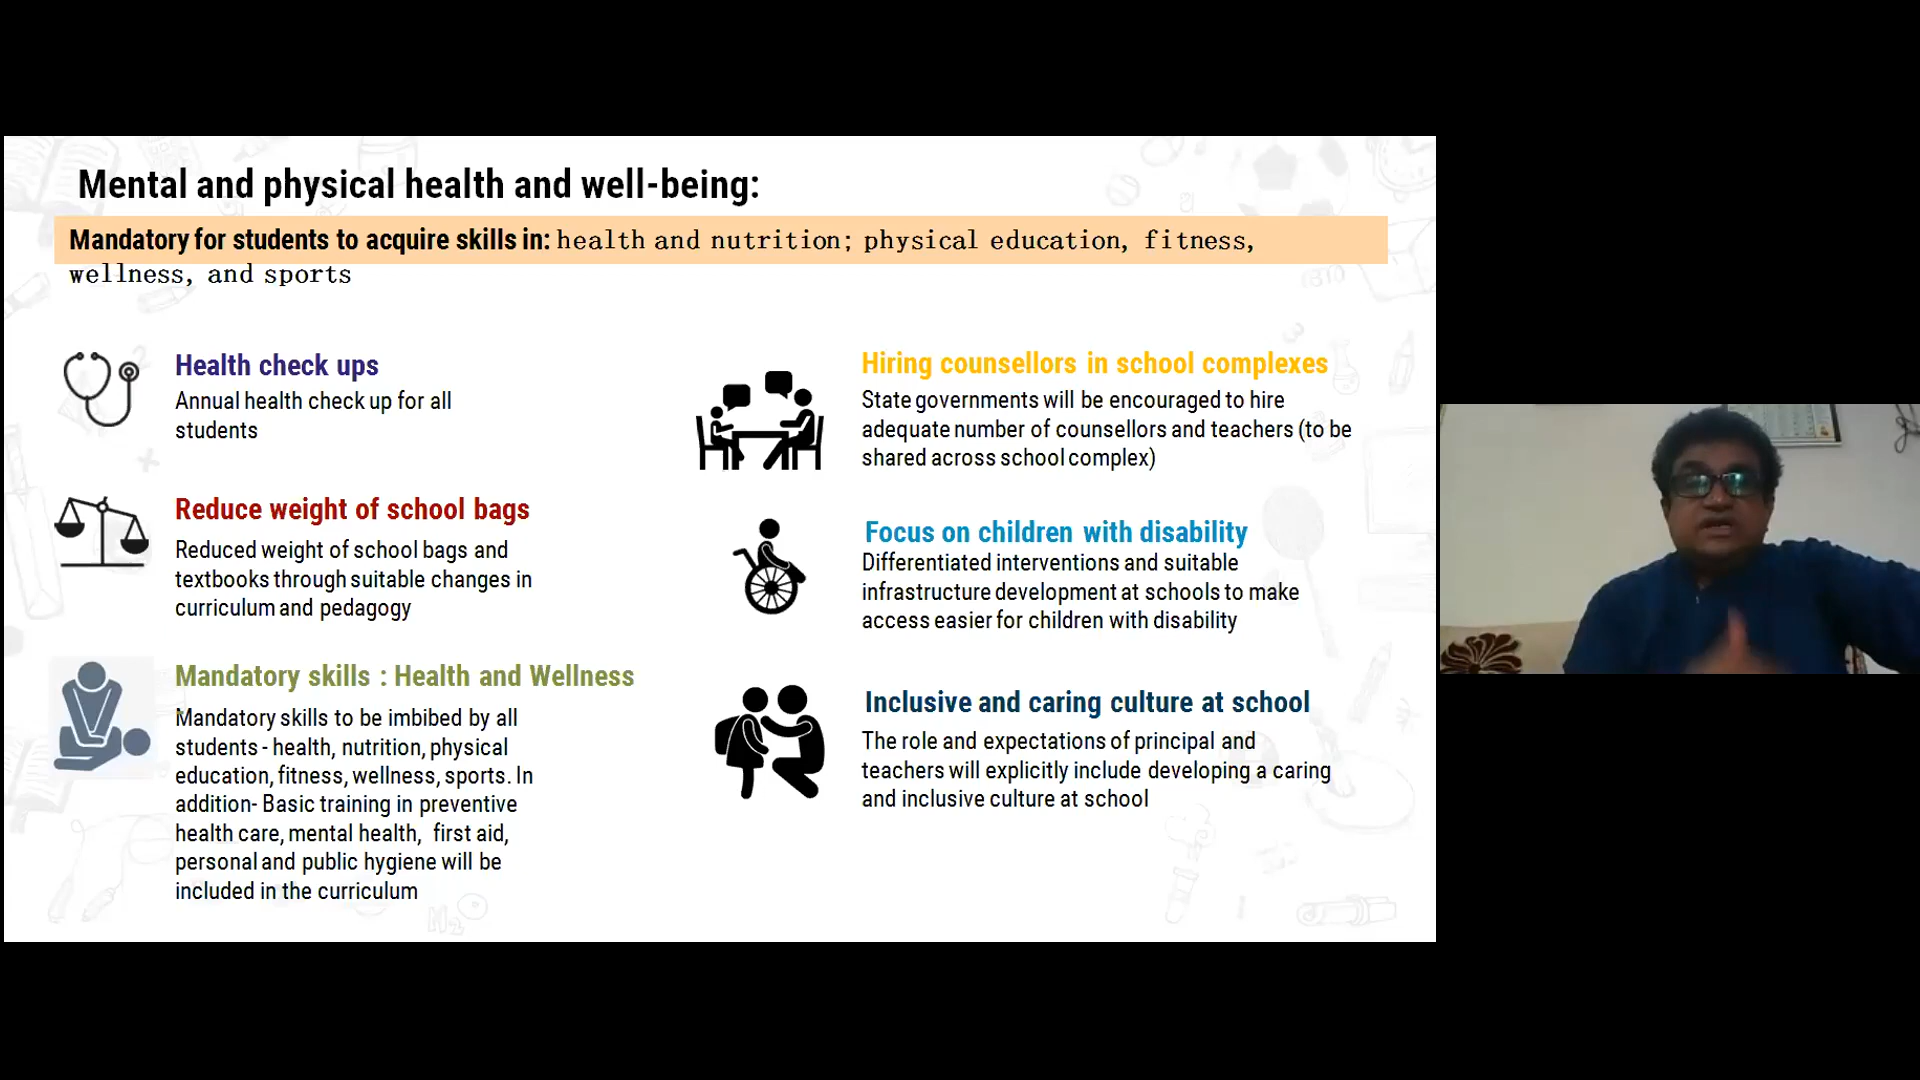 Mental and physical health and well-being:
Mandatory for students to acquire skills in: health and nutrition; physical education, fitness,
wellness, and sports
Health check ups
Annual health check up for all
students
Reduce weight of school bags
Reduced weight of school bags and
textbooks through suitable changes in
curriculum and pedagogy
Mandatory skills : Health and Wellness
Mandatory skills to be imbibed by all
students - health, nutrition, physical
education, fitness, wellness, sports. In
addition- Basic training in preventive
health care, mental health, first aid,
personal and public hygiene will be
included in the curriculum
Hiring counsellors in school complexes
State governments will be encouraged to hire
adequate number of counsellors and teachers (to be
shared across school complex)
Focus on children with disability
Differentiated interventions and suitable
infrastructure development at schools to make
access easier for children with disability
Inclusive and caring culture at school
The role and expectations of principal and
teachers will explicitly include developing a caring
and inclusive culture at school